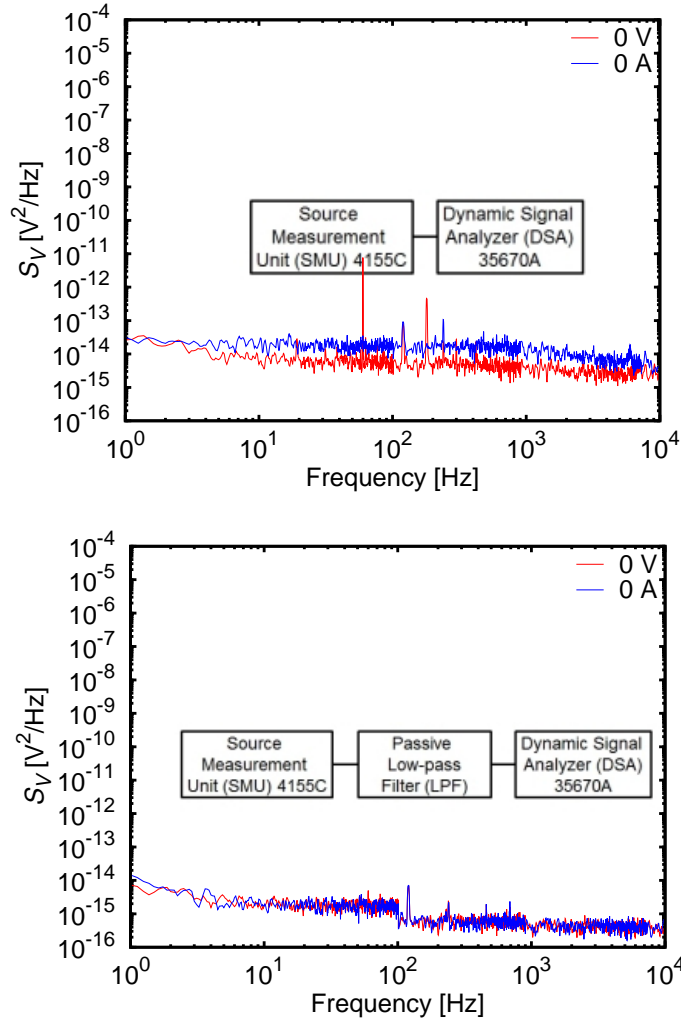 10⁻⁴
0 V
10⁻⁵
0 A
10⁻⁶
10⁻⁷
10⁻⁸
10⁻⁹
10⁻¹⁰
10⁻¹¹
10⁻¹²
10⁻¹³
10⁻¹⁴
10⁻¹⁵
10⁻¹⁶
S_V [V²/Hz]
Source
Measurement
Unit (SMU) 4155C
Dynamic Signal
Analyzer (DSA)
35670A
10⁰ 10¹ 10² 10³ 10⁴
Frequency [Hz]
10⁻⁴
0 V
10⁻⁵
0 A
10⁻⁶
10⁻⁷
10⁻⁸
10⁻⁹
10⁻¹⁰
10⁻¹¹
10⁻¹²
10⁻¹³
10⁻¹⁴
10⁻¹⁵
10⁻¹⁶
S_V [V²/Hz]
Source
Measurement
Unit (SMU) 4155C
Passive
Low-pass
Filter (LPF)
Dynamic Signal
Analyzer (DSA)
35670A
10⁰ 10¹ 10² 10³ 10⁴
Frequency [Hz]